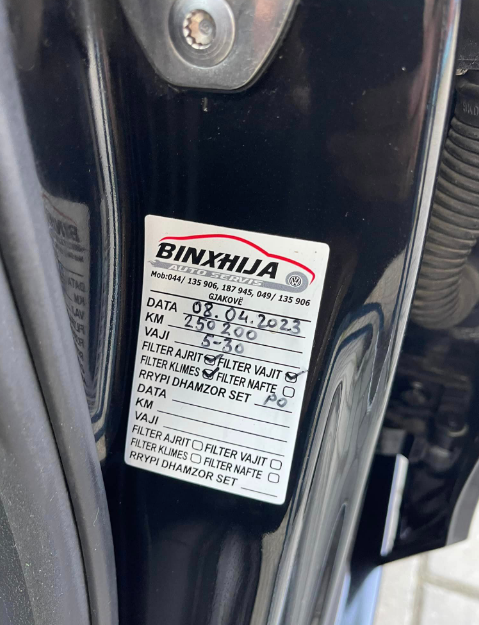 BINXHIJA
AUTO SERVIS
Mob:044/ 135 906, 187 945, 049/ 135 906
GJAKOVË
DATA 08.04.2023
KM 250 200
VAJI 5-30
FILTER AJRIT FILTER VAJIT
FILTER KLIMES FILTER NAFTE
RRYPI DHAMZOR SET PO
DATA
KM
VAJI
FILTER AJRIT FILTER VAJIT
FILTER KLIMES FILTER NAFTE
RRYPI DHAMZOR SET